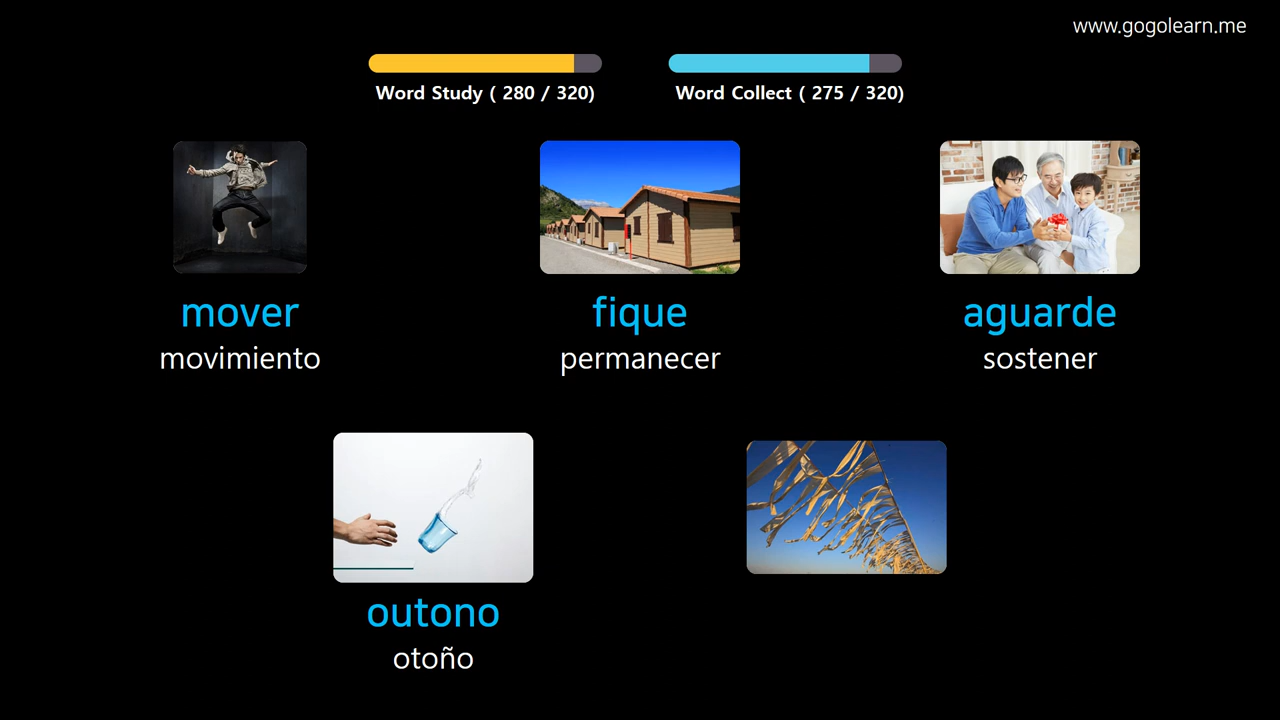 www.gogolearn.me
Word Study ( 280 / 320)
Word Collect ( 275 / 320)
mover
movimiento
fique
permanecer
aguarde
sostener
outono
otoño